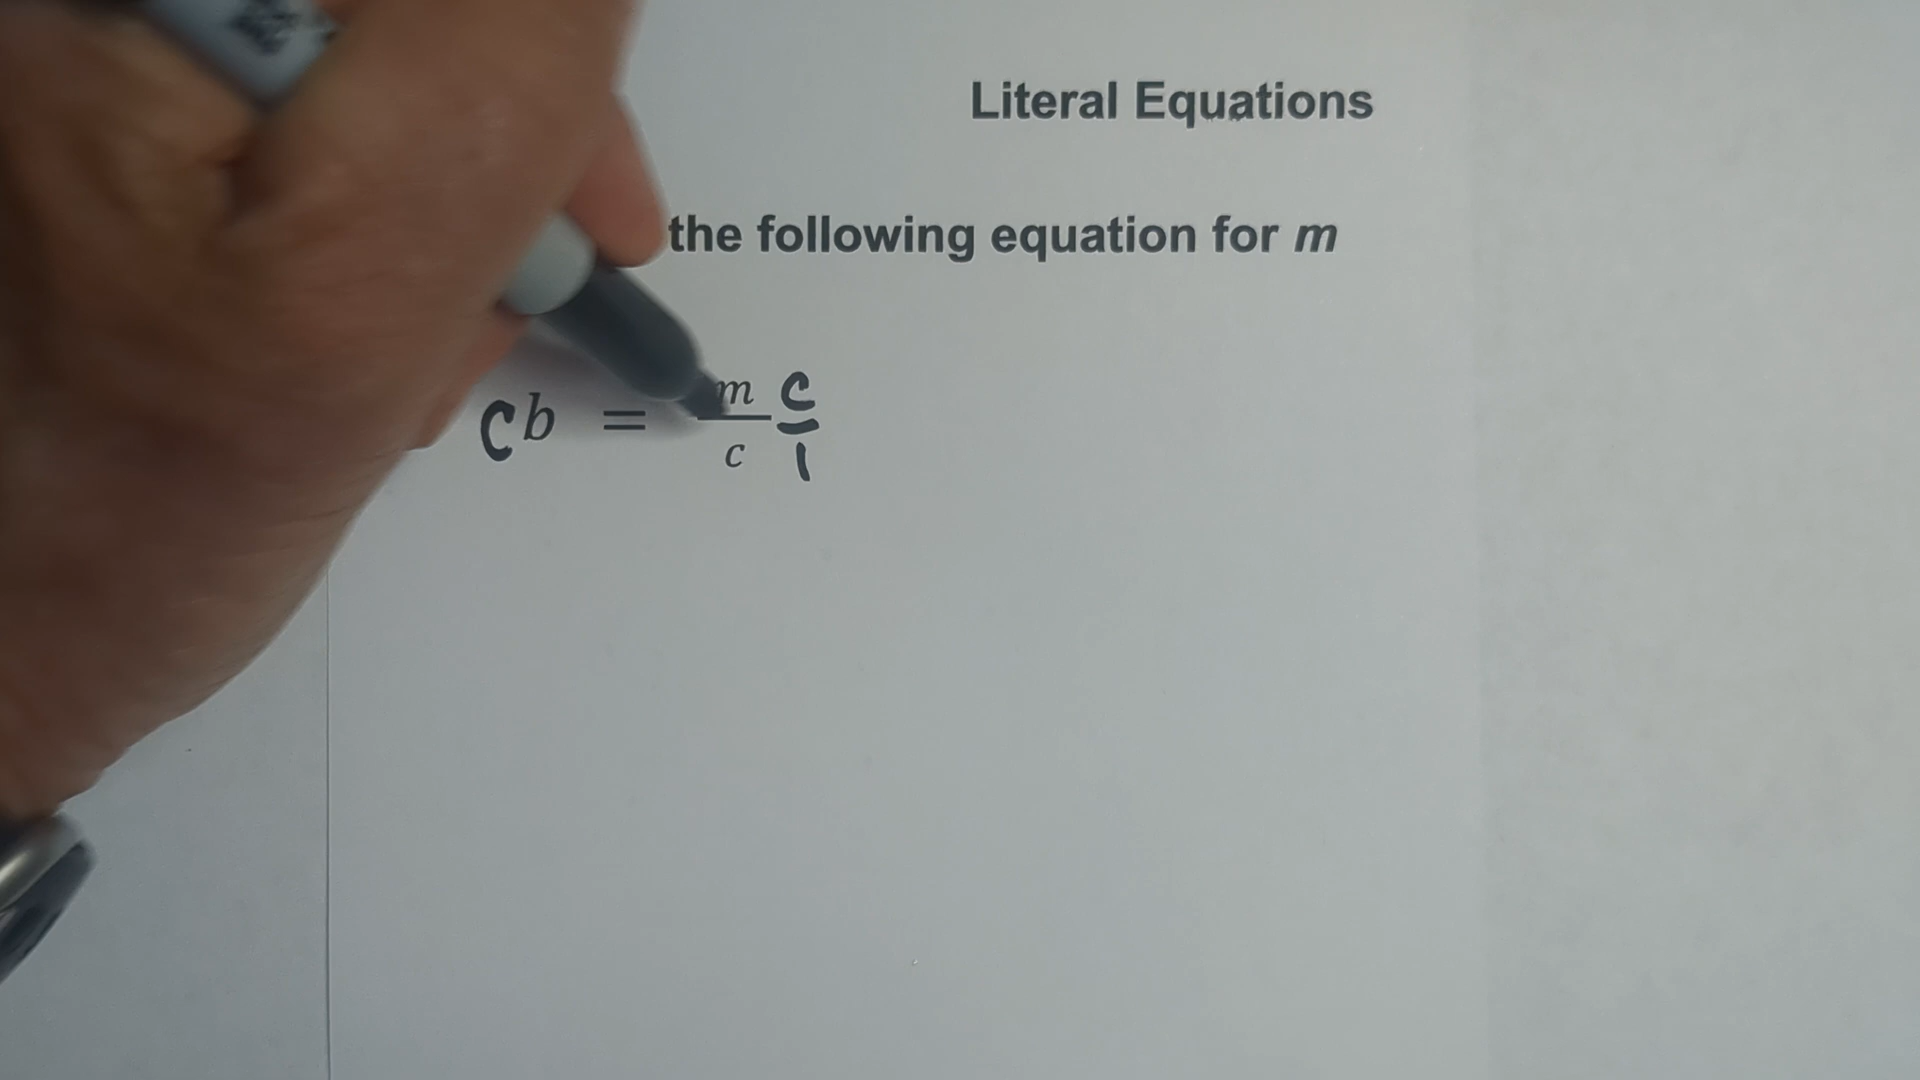 Literal Equations
the following equation for m
cb = m/c c/1